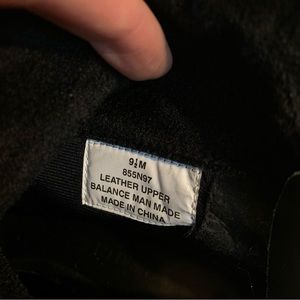 9½M
855N97
LEATHER UPPER
BALANCE MAN MADE
MADE IN CHINA